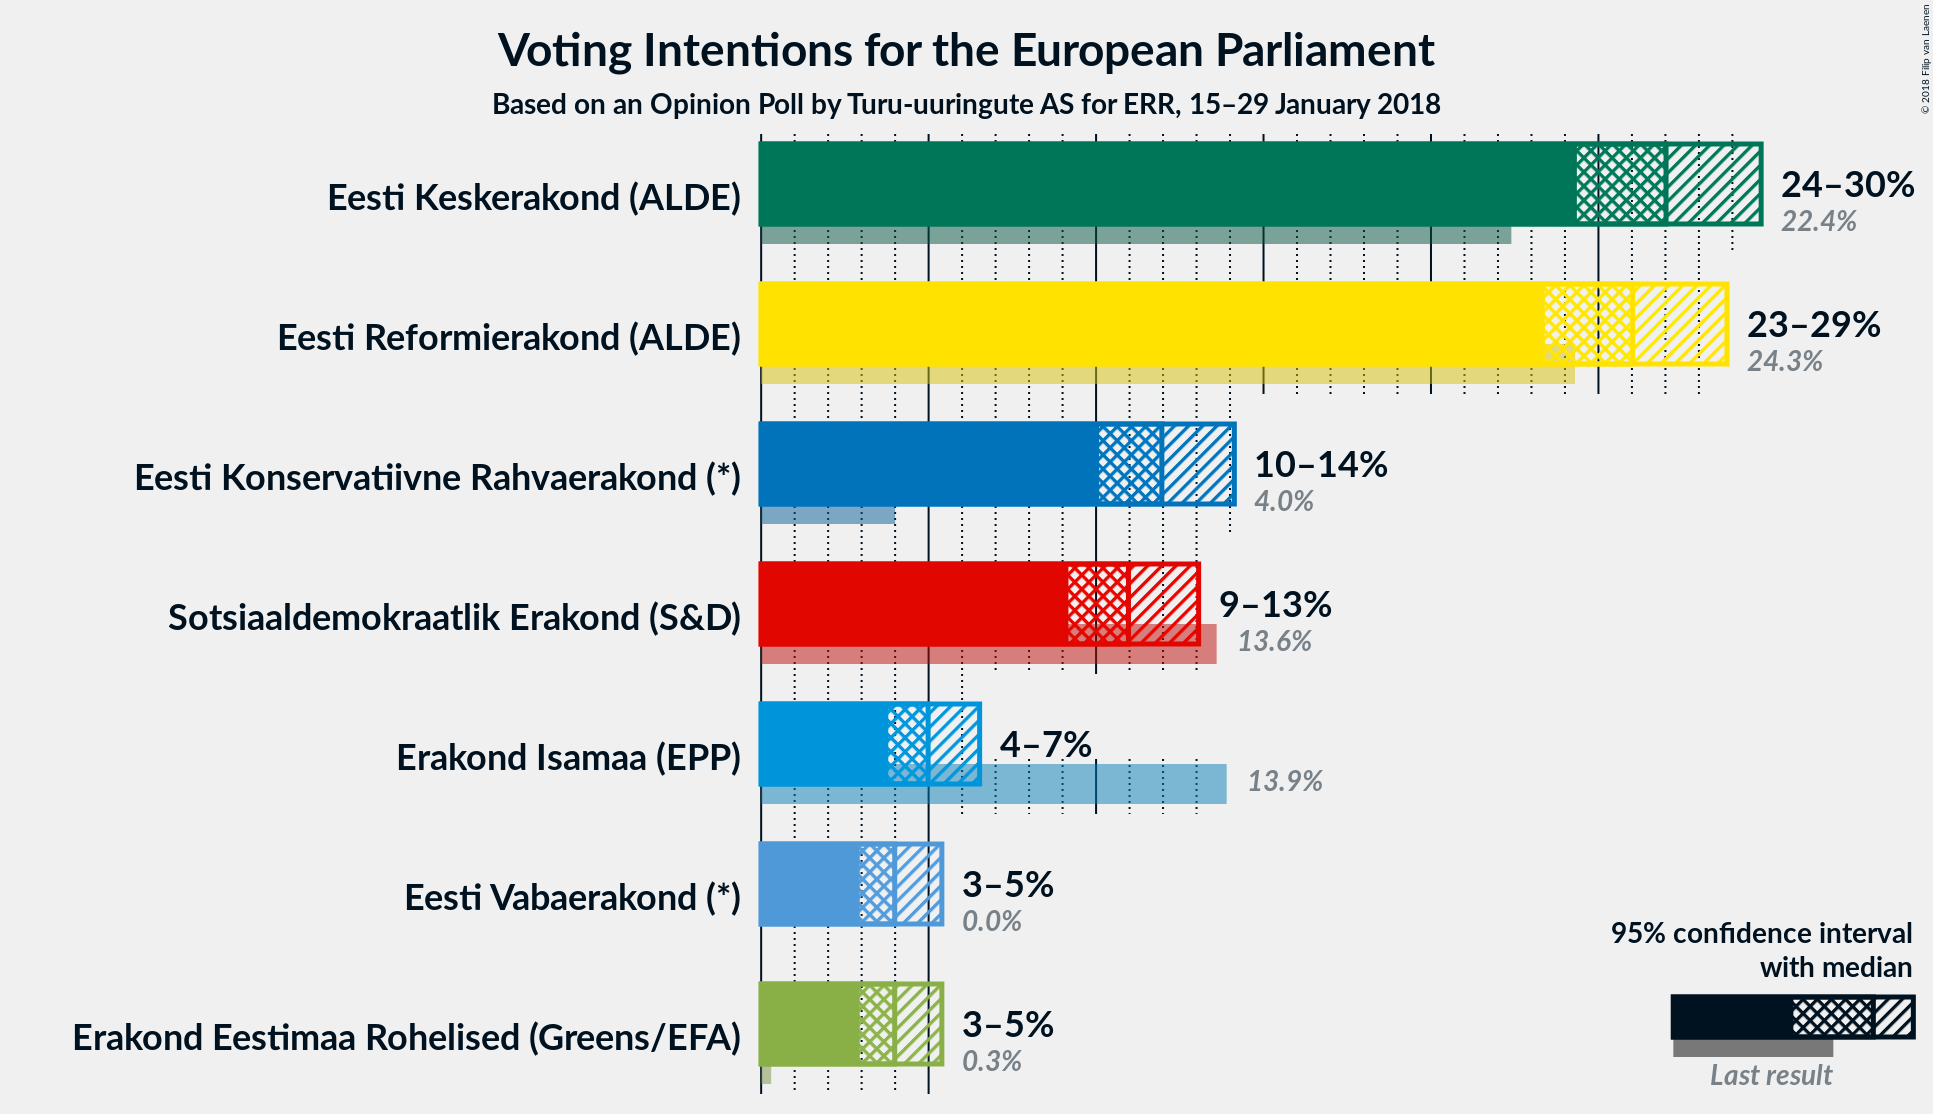 Voting Intentions for the European Parliament
Based on an Opinion Poll by Turu-uuringute AS for ERR, 15–29 January 2018
© 2018 Filip van Laenen
Eesti Keskerakond (ALDE)
24–30%
22.4%
Eesti Reformierakond (ALDE)
23–29%
24.3%
Eesti Konservatiivne Rahvaerakond (*)
10–14%
4.0%
Sotsiaaldemokraatlik Erakond (S&D)
9–13%
13.6%
Erakond Isamaa (EPP)
4–7%
13.9%
Eesti Vabaerakond (*)
3–5%
0.0%
Erakond Eestimaa Rohelised (Greens/EFA)
3–5%
0.3%
95% confidence interval
with median
Last result